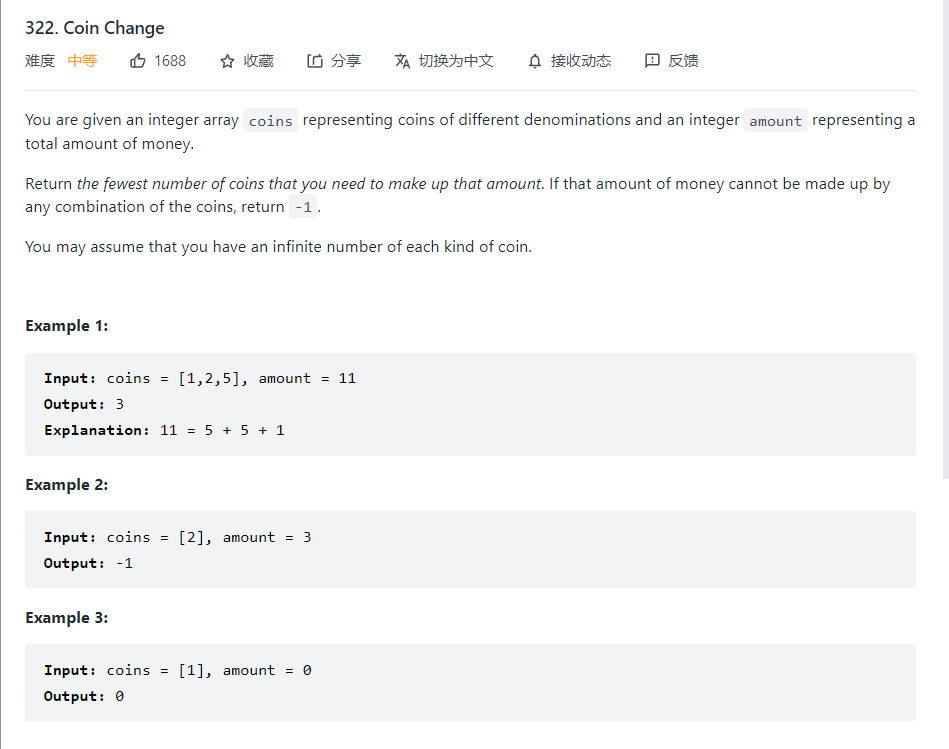 322. Coin Change
难度 中等 1688 收藏 分享 切换为中文 接收动态 反馈
You are given an integer array coins representing coins of different denominations and an integer amount representing a
total amount of money.
Return the fewest number of coins that you need to make up that amount. If that amount of money cannot be made up by
any combination of the coins, return -1.
You may assume that you have an infinite number of each kind of coin.
Example 1:
Input: coins = [1,2,5], amount = 11
Output: 3
Explanation: 11 = 5 + 5 + 1
Example 2:
Input: coins = [2], amount = 3
Output: -1
Example 3:
Input: coins = [1], amount = 0
Output: 0